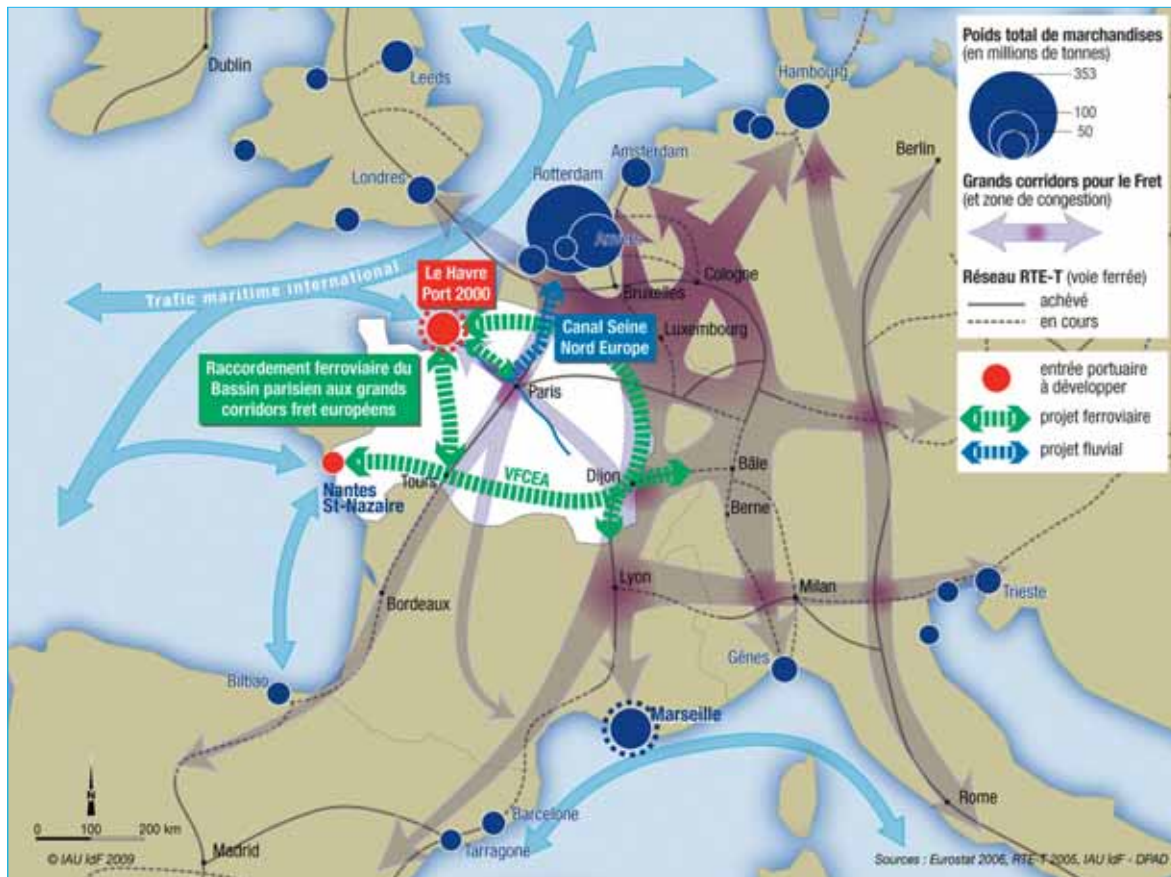 Dublin
Leeds
Londres
Hambourg
Amsterdam
Rotterdam
Berlin
Anvers
Cologne
Bruxelles
Luxembourg
Trafic maritime international
Le Havre
Port 2000
Canal Seine
Nord Europe
Raccordement ferroviaire du
Bassin parisien aux grands
corridors fret européens
Paris
Tours
VFCEA
Dijon
Bâle
Berne
Nantes
St-Nazaire
Lyon
Milan
Trieste
Bordeaux
Gênes
Bilbao
Marseille
Barcelone
Tarragone
Madrid
Rome
Poids total de marchandises
(en millions de tonnes)
353
100
50
Grands corridors pour le Fret
(et zone de congestion)
Réseau RTE-T (voie ferrée)
achevé
en cours
entrée portuaire
à développer
projet ferroviaire
projet fluvial
N
0 100 200 km
© IAU îdF 2009
Sources : Eurostat 2006, RTE-T 2005, IAU îdF - DPAD